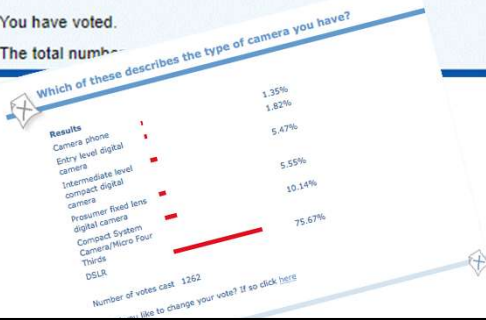 You have voted.
The total numbe
Which of these describes the type of camera you have?
Results
Camera phone
1.35%
Entry level digital
camera
1.82%
Intermediate level
compact digital
camera
5.47%
Prosumer fixed lens
digital camera
5.55%
Compact System
Camera/Micro Four
Thirds
10.14%
DSLR
75.67%
Number of votes cast 1262
like to change your vote? If so click here